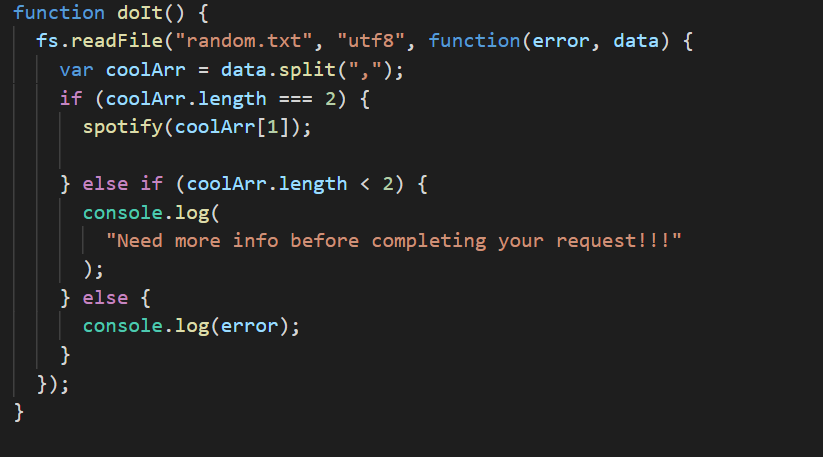 function doIt() {
  fs.readFile("random.txt", "utf8", function(error, data) {
    var coolArr = data.split(",");
    if (coolArr.length === 2) {
      spotify(coolArr[1]);
    } else if (coolArr.length < 2) {
      console.log(
        "Need more info before completing your request!!!"
      );
    } else {
      console.log(error);
    }
  });
}